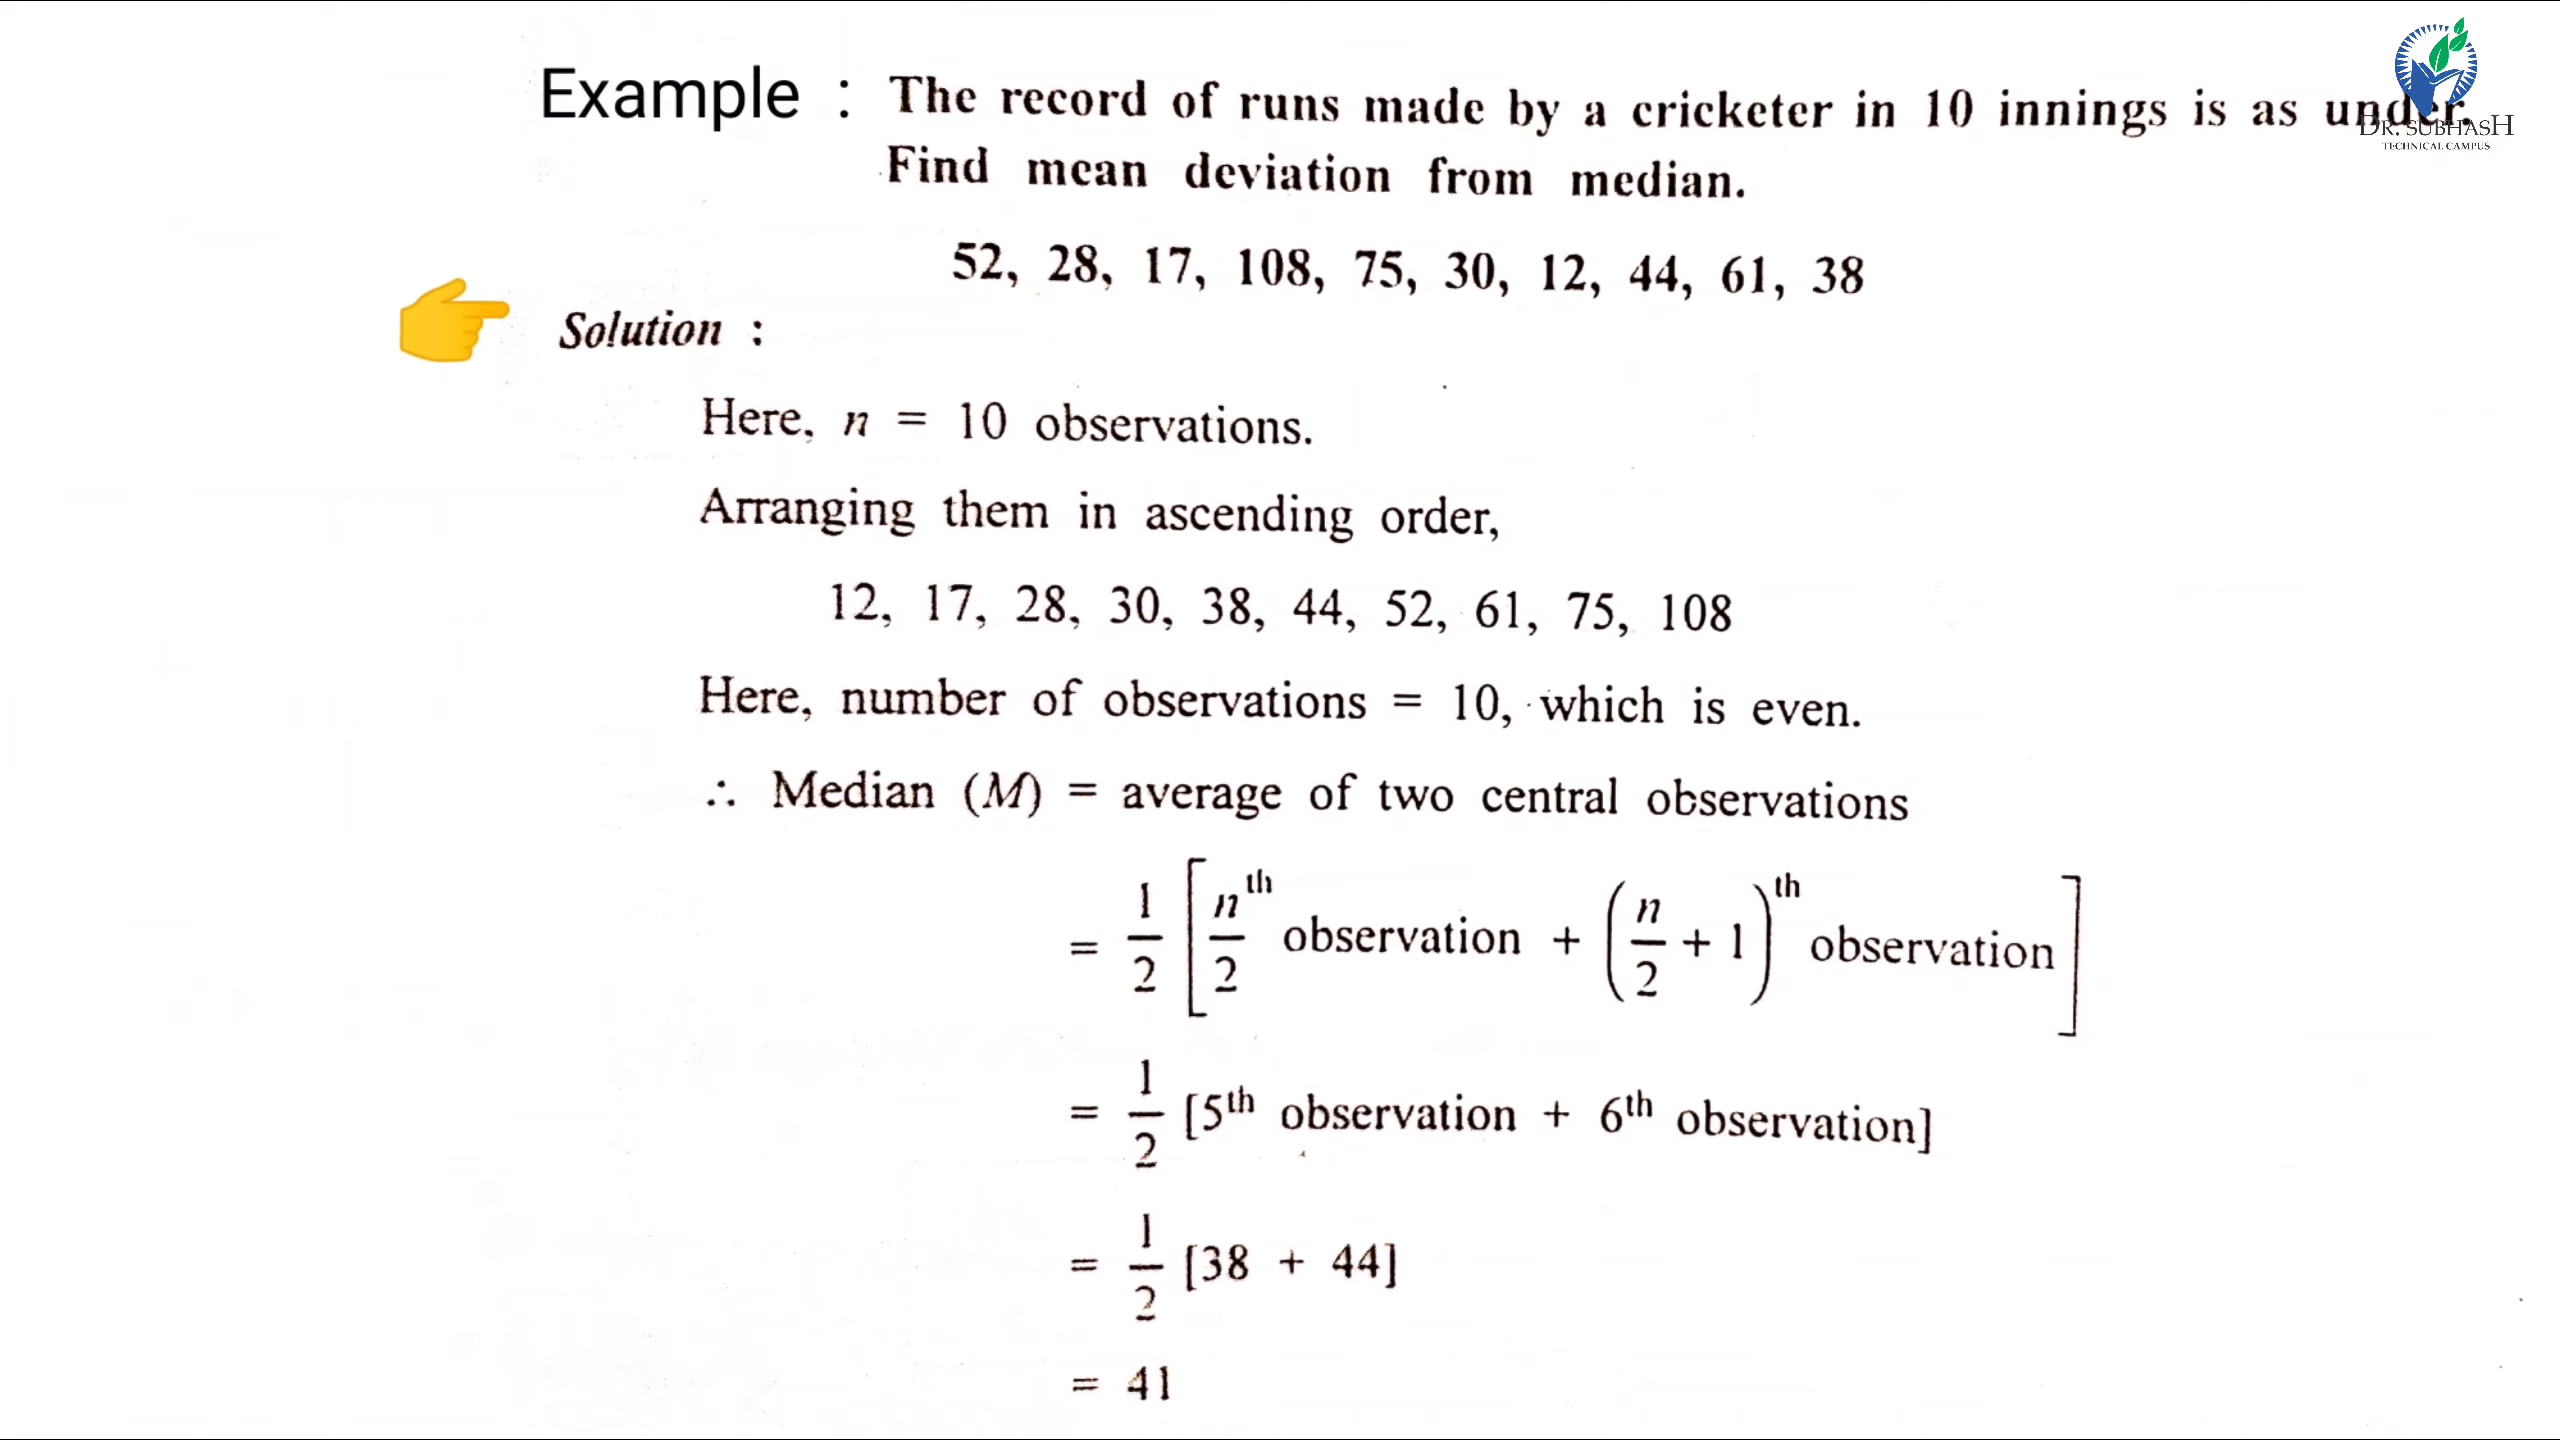 Example : The record of runs made by a cricketer in 10 innings is as under.
DR. SUBHASH
TECHNICAL CAMPUS
Find mean deviation from median.
52, 28, 17, 108, 75, 30, 12, 44, 61, 38
Solution :
Here, n = 10 observations.
Arranging them in ascending order,
12, 17, 28, 30, 38, 44, 52, 61, 75, 108
Here, number of observations = 10, which is even.
∴ Median (M) = average of two central observations
= 1/2 [n/2 th observation + (n/2 + 1)th observation]
= 1/2 [5th observation + 6th observation]
= 1/2 [38 + 44]
= 41